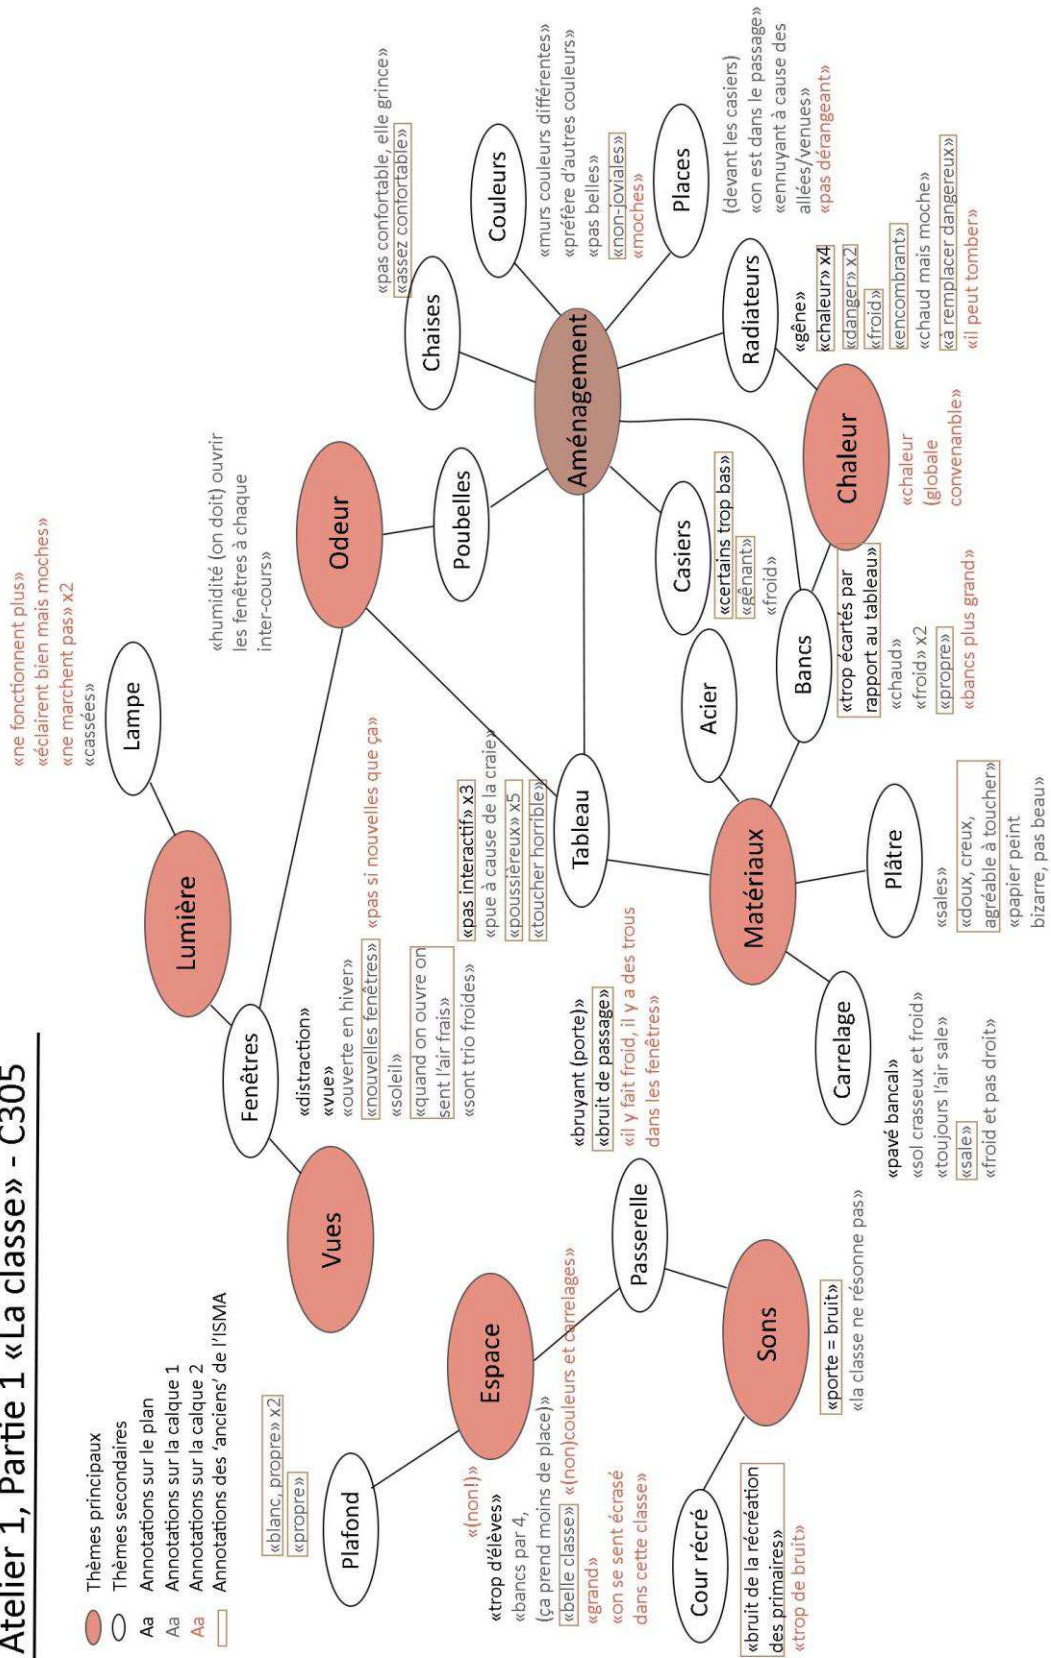 Atelier 1, Partie 1 «La classe» - C305
Thèmes principaux
Thèmes secondaires
Aa Annotations sur le plan
Aa Annotations sur la calque 1
Aa Annotations sur la calque 2
Annotations des 'anciens' de l'ISMA
«blanc, propre» x2
«propre»
Plafond
«(non!)»
«trop d'élèves»
«bancs par 4,
(ça prend moins de place)»
«belle classe» «(non)couleurs et carrelages»
«grand»
«on se sent écrasé
dans cette classe»
Espace
Cour récré
«bruit de la récréation
des primaires»
«trop de bruit»
Sons
«porte = bruit»
«la classe ne résonne pas»
Passerelle
«bruyant (porte)»
«bruit de passage»
«il y fait froid, il y a des trous
dans les fenêtres»
Vues
Fenêtres
«distraction»
«vue»
«ouverte en hiver»
«nouvelles fenêtres» «pas si nouvelles que ça»
«soleil»
«quand on ouvre on
sent l'air frais»
«sont trio froides»
Lumière
Lampe
«ne fonctionnent plus»
«éclairent bien mais moches»
«ne marchent pas» x2
«cassées»
Odeur
«humidité (on doit) ouvrir
les fenêtres à chaque
inter-cours»
Poubelles
Tableau
«pas interactif» x3
«pue à cause de la craie»
«poussièreux» x5
«toucher horrible»
Matériaux
Carrelage
«pavé bancal»
«sol crasseux et froid»
«toujours l'air sale»
«sale»
«froid et pas droit»
Plâtre
«sales»
«doux, creux,
agréable à toucher»
«papier peint
bizarre, pas beau»
Acier
Bancs
«trop écartés par
rapport au tableau»
«chaud»
«froid» x2
«propre»
«bancs plus grand»
Casiers
«certains trop bas»
«gênant»
«froid»
Aménagement
Chaises
«pas confortable, elle grince»
«assez confortable»
Couleurs
«murs couleurs différentes»
«préfère d'autres couleurs»
«pas belles»
«non-joviales»
«moches»
Places
(devant les casiers)
«on est dans le passage»
«ennuyant à cause des
allées/venues»
«pas dérangeant»
Radiateurs
«gêne»
«chaleur» x4
«danger» x2
«froid»
«encombrant»
«chaud mais moche»
«à remplacer dangereux»
«il peut tomber»
Chaleur
«chaleur
(globale
convenanble»